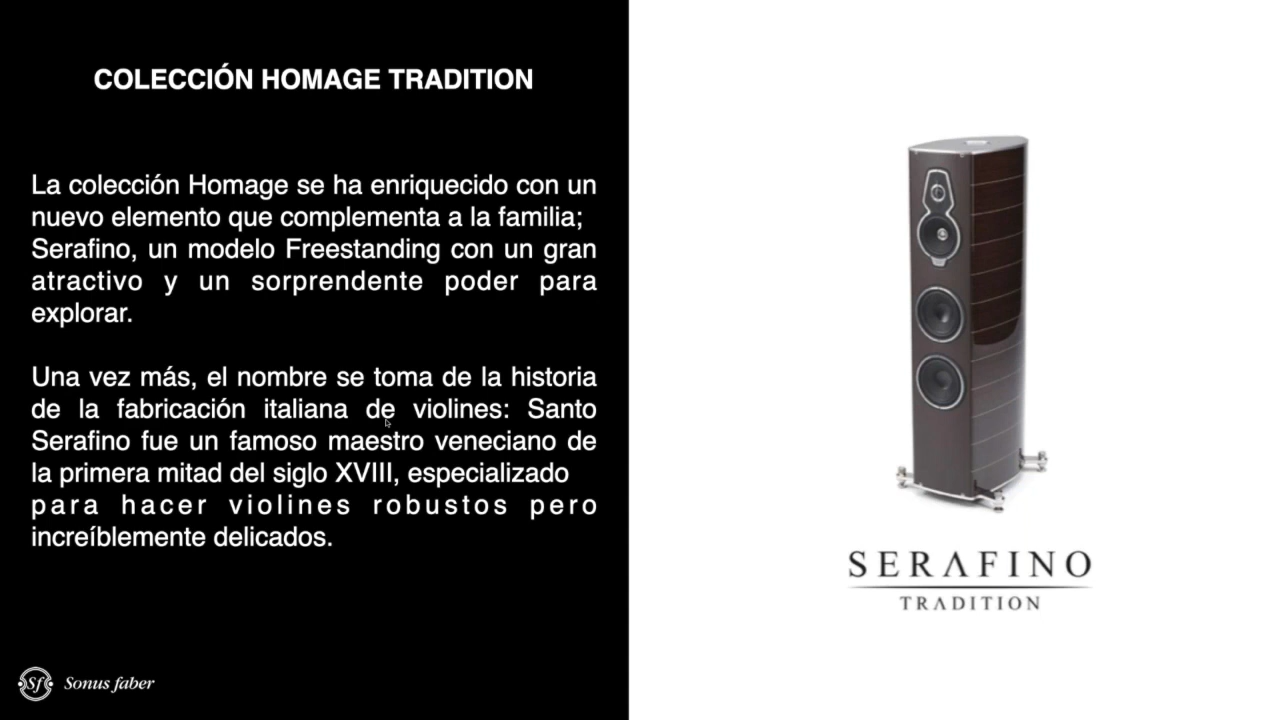 COLECCIÓN HOMAGE TRADITION
La colección Homage se ha enriquecido con un
nuevo elemento que complementa a la familia;
Serafino, un modelo Freestanding con un gran
atractivo y un sorprendente poder para
explorar.
Una vez más, el nombre se toma de la historia
de la fabricación italiana de violines: Santo
Serafino fue un famoso maestro veneciano de
la primera mitad del siglo XVIII, especializado
para hacer violines robustos pero
increíblemente delicados.
Sf Sonus faber
SERAFINO
TRADITION